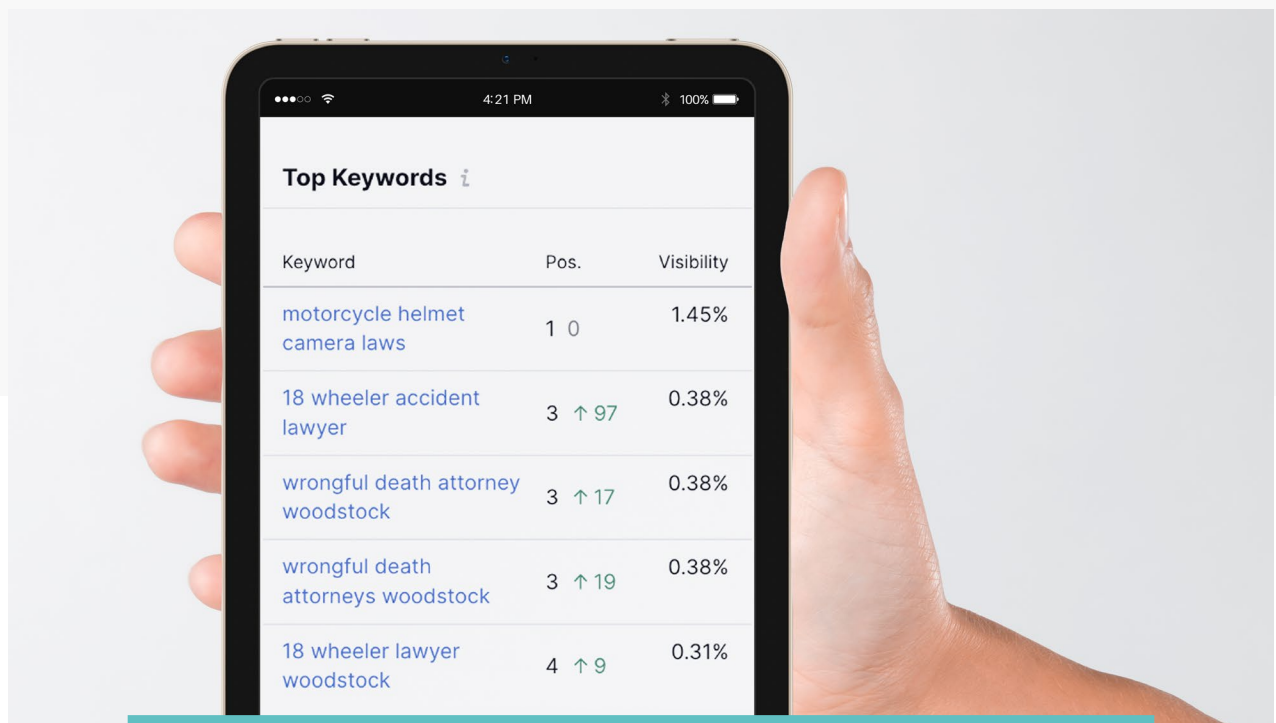 4:21 PM 100%
Top Keywords i
Keyword Pos. Visibility
motorcycle helmet
camera laws
1 0 1.45%
18 wheeler accident
lawyer
3 ↑ 97 0.38%
wrongful death attorney
woodstock
3 ↑ 17 0.38%
wrongful death
attorneys woodstock
3 ↑ 19 0.38%
18 wheeler lawyer
woodstock
4 ↑ 9 0.31%